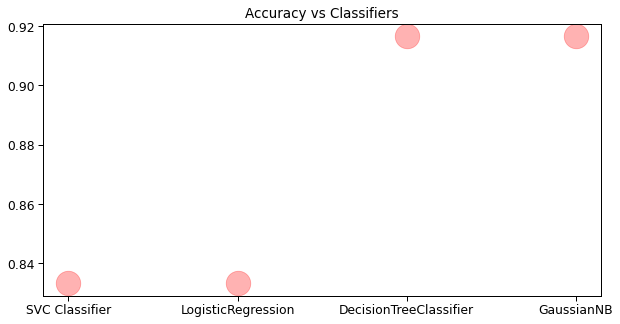 Accuracy vs Classifiers
0.92
0.90
0.88
0.86
0.84
SVC Classifier LogisticRegression DecisionTreeClassifier GaussianNB